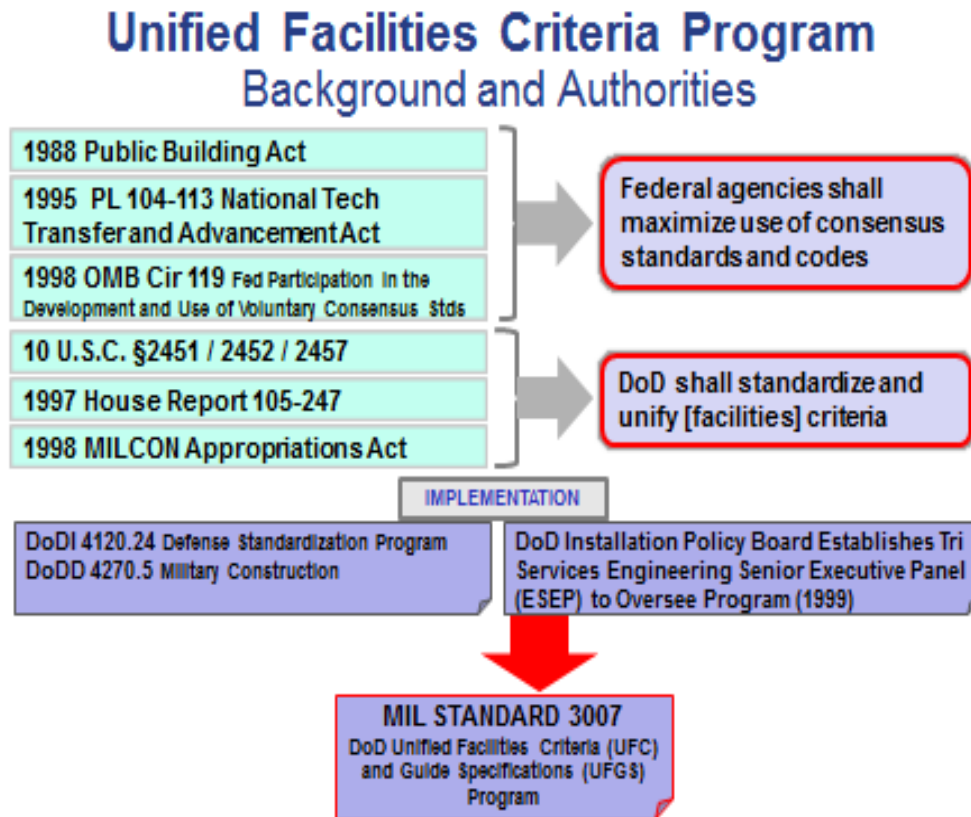 Unified Facilities Criteria Program
Background and Authorities
1988 Public Building Act
1995 PL 104-113 National Tech
Transfer and Advancement Act
1998 OMB Cir 119 Fed Participation in the
Development and Use of Voluntary Consensus Stds
Federal agencies shall
maximize use of consensus
standards and codes
10 U.S.C. §2451 / 2452 / 2457
1997 House Report 105-247
1998 MILCON Appropriations Act
DoD shall standardize and
unify [facilities] criteria
IMPLEMENTATION
DoDI 4120.24 Defense Standardization Program
DoDD 4270.5 Military Construction
DoD Installation Policy Board Establishes Tri
Services Engineering Senior Executive Panel
(ESEP) to Oversee Program (1999)
MIL STANDARD 3007
DoD Unified Facilities Criteria (UFC)
and Guide Specifications (UFGS)
Program